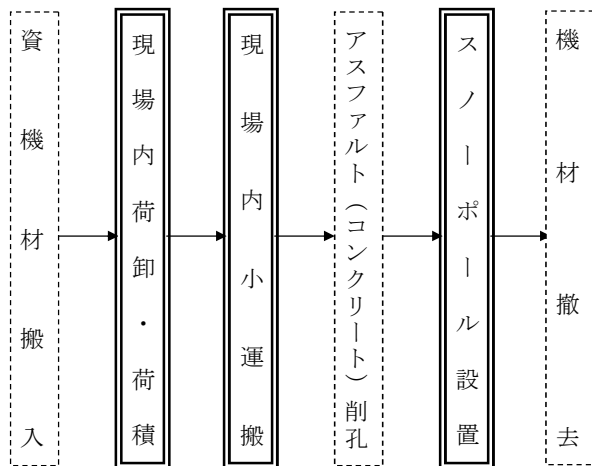 資機材搬入
現場内荷卸・荷積
現場内小運搬
アスファルト（コンクリート）削孔
スノーポール設置
機材撤去